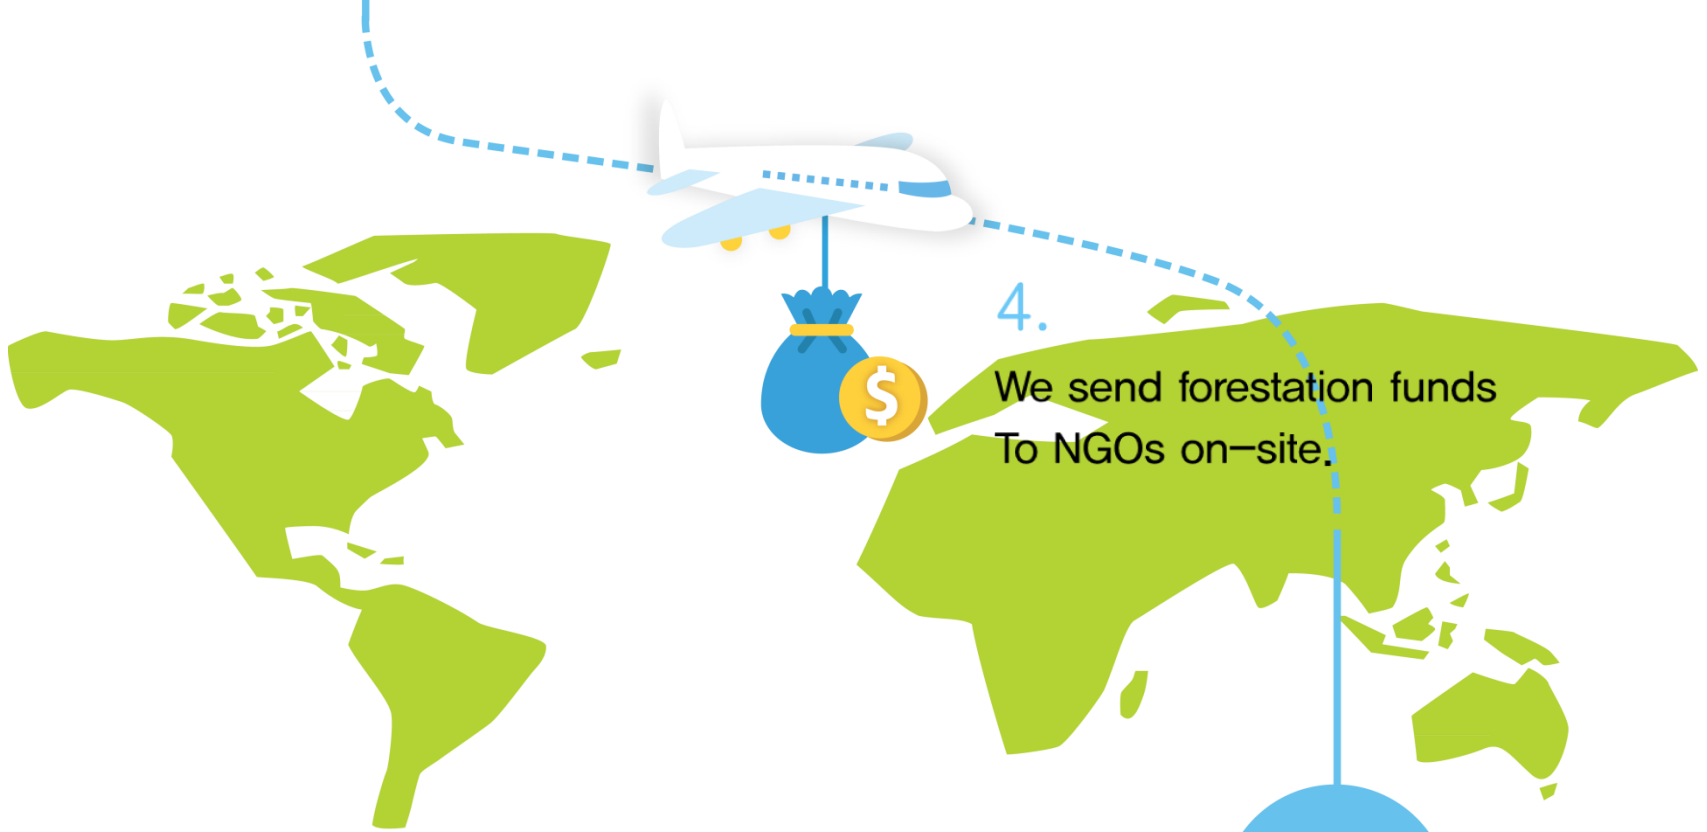 4.
$
We send forestation funds
To NGOs on-site.